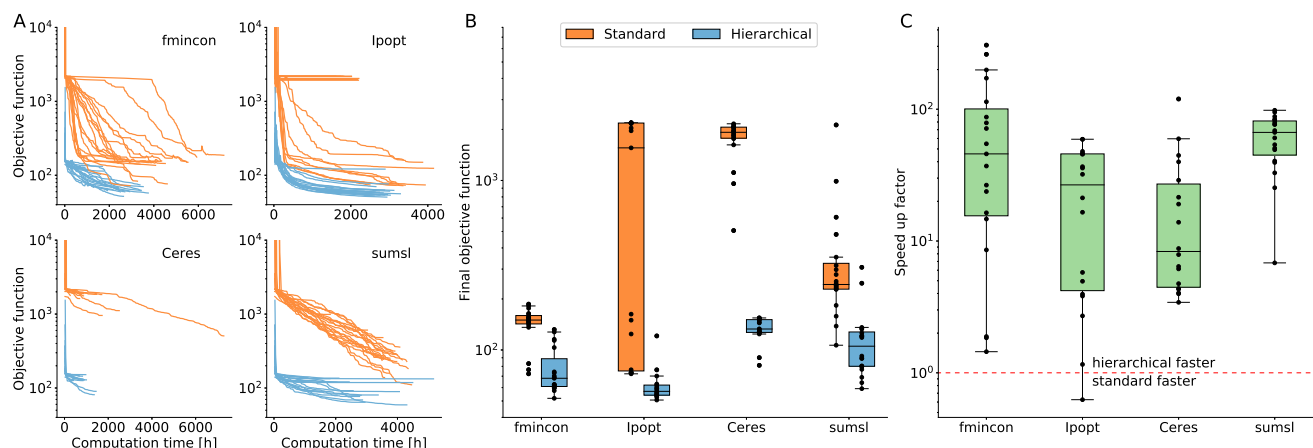 A
B
C
10⁴
10³
10²
Objective function
fmincon
0
2000
4000
6000
10⁴
10³
10²
Ipopt
0
2000
4000
10⁴
10³
10²
Objective function
Ceres
0
2000
4000
6000
Computation time [h]
10⁴
10³
10²
sumsl
0
2000
4000
Computation time [h]
Standard
Hierarchical
Final objective function
10³
10²
fmincon
Ipopt
Ceres
sumsl
Speed up factor
10²
10¹
10⁰
hierarchical faster
standard faster
fmincon
Ipopt
Ceres
sumsl